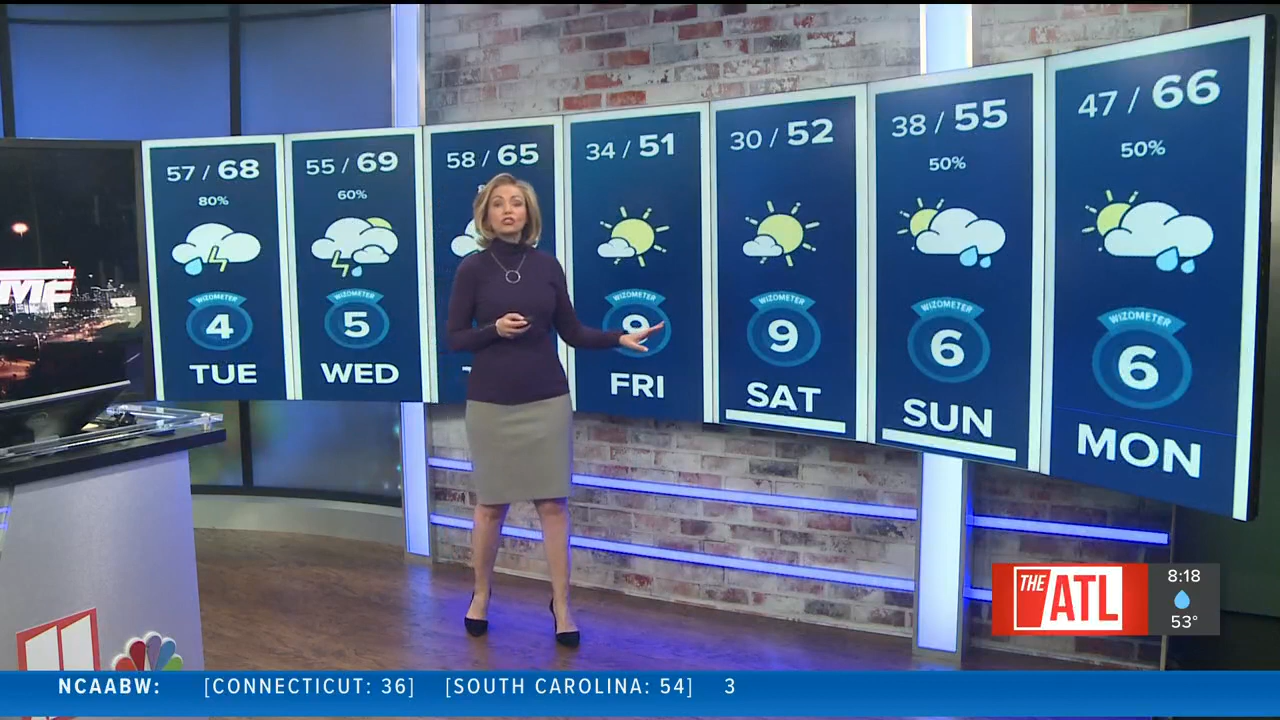 57 / 68
80%
WIZOMETER
4
TUE
55 / 69
60%
WIZOMETER
5
WED
58 / 65
34 / 51
WIZOMETER
9
FRI
30 / 52
WIZOMETER
9
SAT
38 / 55
50%
WIZOMETER
6
SUN
47 / 66
50%
WIZOMETER
6
MON
11
THE
ATL
8:18
53°
NCAABW: [CONNECTICUT: 36] [SOUTH CAROLINA: 54] 3